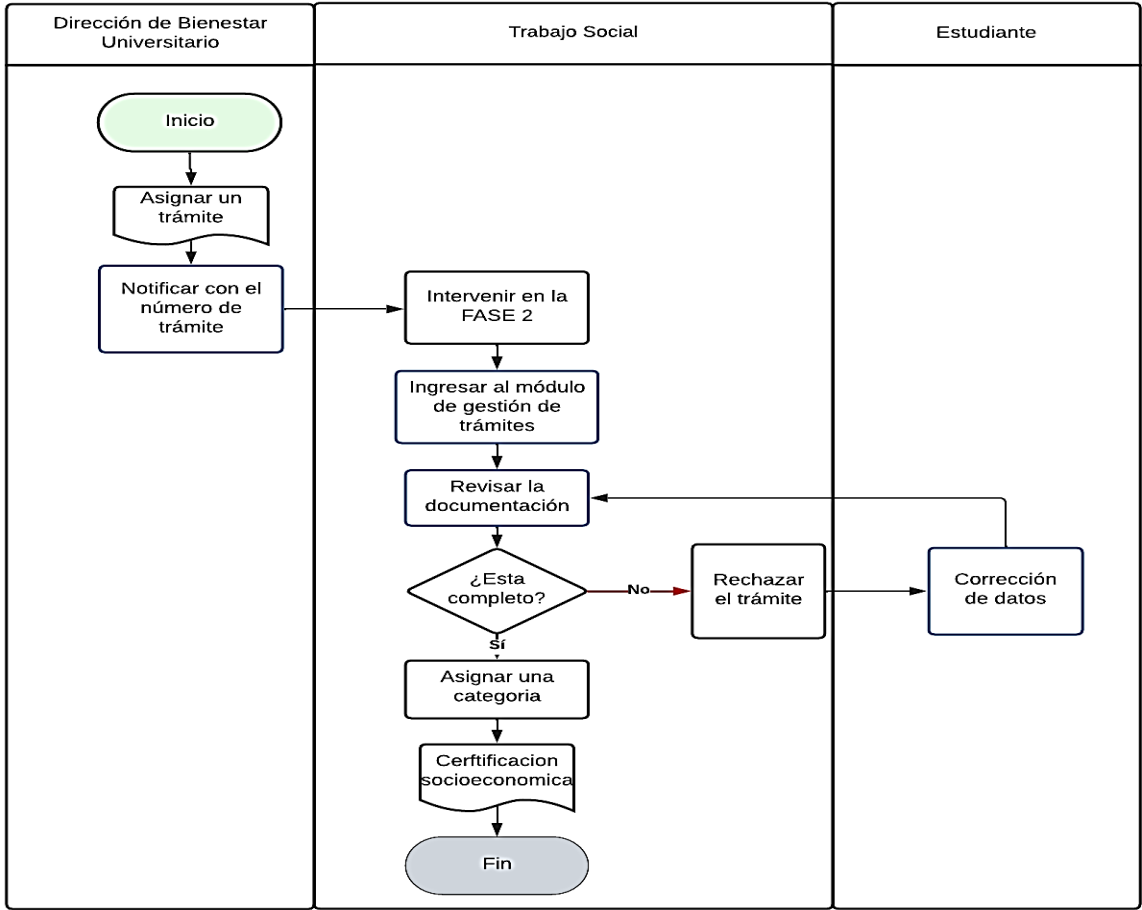 Dirección de Bienestar
Universitario
Trabajo Social
Estudiante
Inicio
Asignar un
trámite
Notificar con el
número de
trámite
Intervenir en la
FASE 2
Ingresar al módulo
de gestión de
trámites
Revisar la
documentación
¿Esta
completo?
No
Rechazar
el trámite
Corrección
de datos
Sí
Asignar una
categoria
Cerftificacion
socioeconomica
Fin